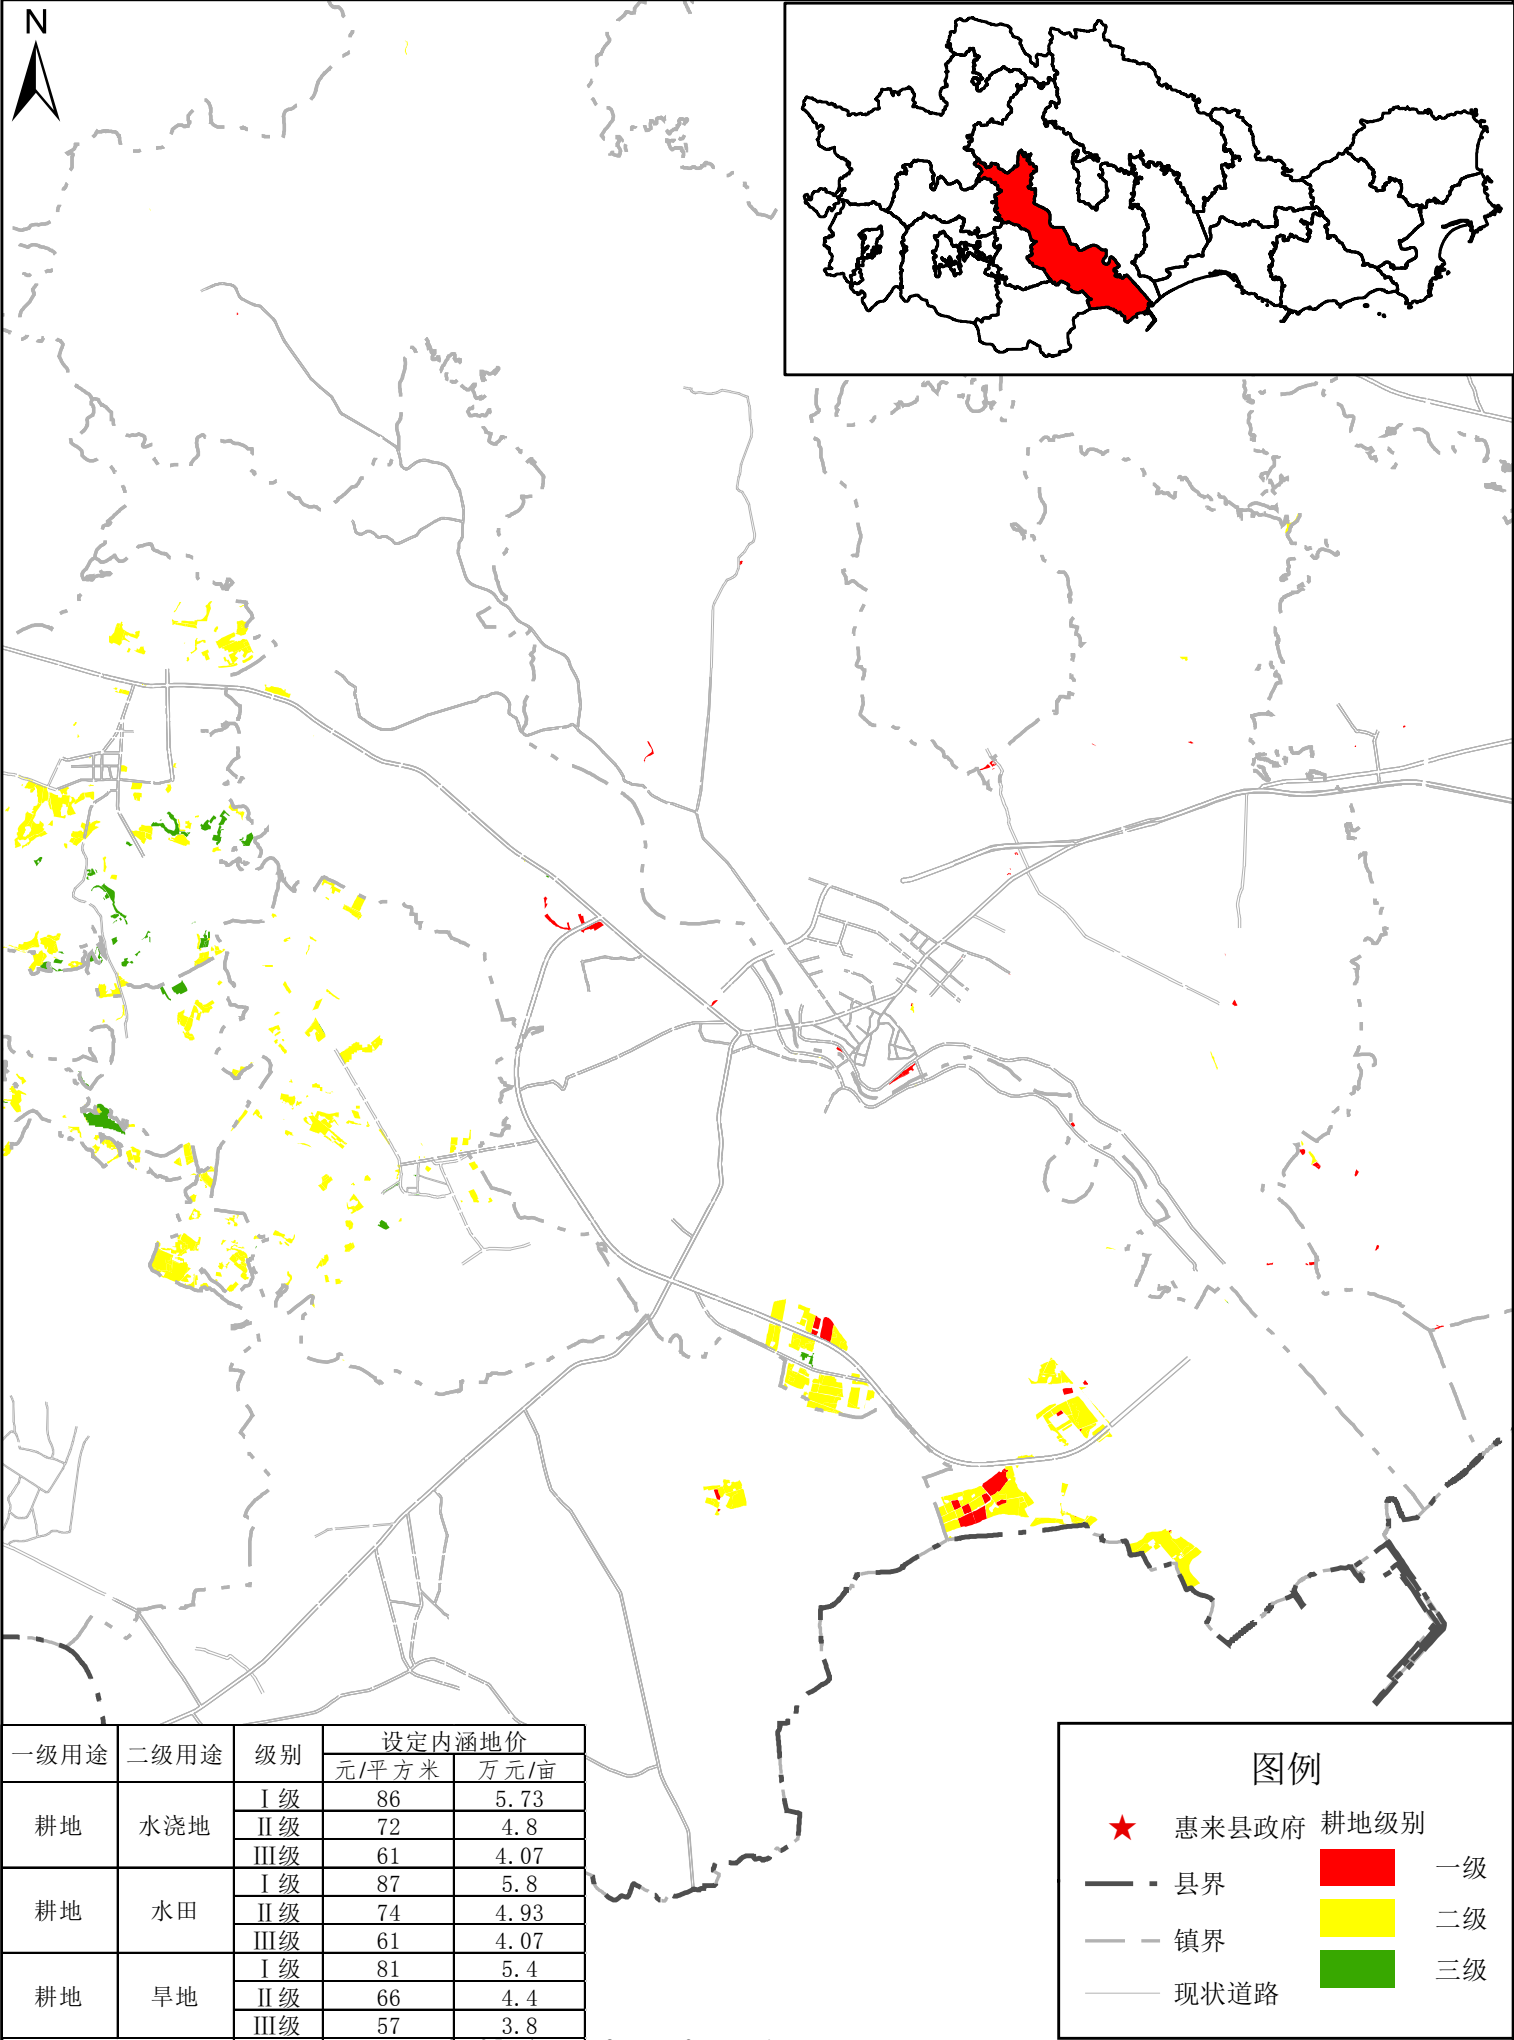 N
一级用途 二级用途 级别 设定内涵地价
元/平方米 万元/亩
耕地 水浇地 Ⅰ级 86 5.73
Ⅱ级 72 4.8
Ⅲ级 61 4.07
耕地 水田 Ⅰ级 87 5.8
Ⅱ级 74 4.93
Ⅲ级 61 4.07
耕地 旱地 Ⅰ级 81 5.4
Ⅱ级 66 4.4
Ⅲ级 57 3.8
图例
惠来县政府 耕地级别
县界 一级
镇界 二级
现状道路 三级